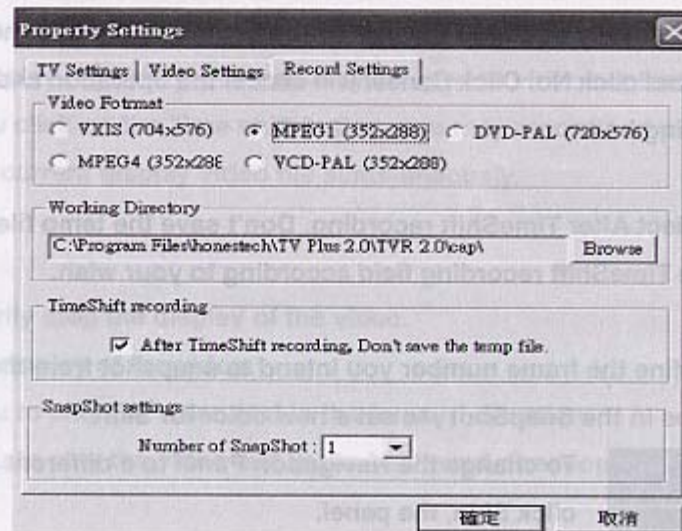 Property Settings
TV Settings Video Settings Record Settings
Video Fotrmat
VXIS (704x576) MPEG1 (352x288) DVD-PAL (720x576)
MPEG4 (352x288 VCD-PAL (352x288)
Working Directory
C:\Program Files\honestech\TV Plus 2.0\TVR 2.0\cap\ Browse
TimeShift recording
After TimeShift recording, Don't save the temp file.
SnapShot settings
Number of SnapShot : 1
確定 取消